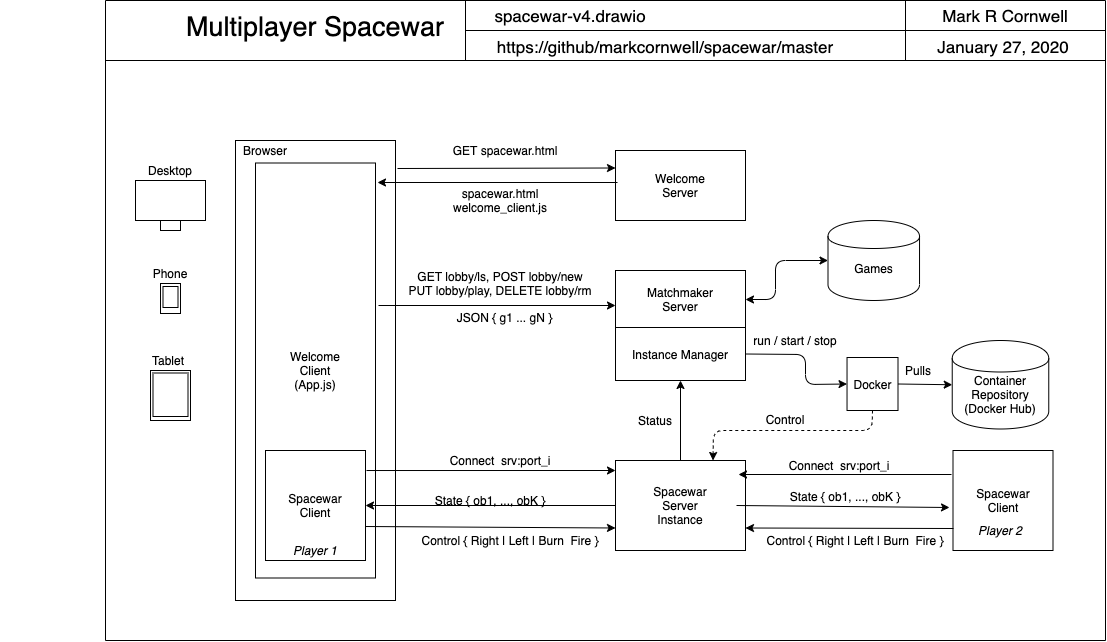 Multiplayer Spacewar
spacewar-v4.drawio
Mark R Cornwell
https://github/markcornwell/spacewar/master
January 27, 2020
Desktop
Phone
Tablet
Browser
Welcome
Client
(App.js)
Spacewar
Client
Player 1
GET spacewar.html
spacewar.html
welcome_client.js
Welcome
Server
GET lobby/ls, POST lobby/new
PUT lobby/play, DELETE lobby/rm
JSON { g1 ... gN }
Matchmaker
Server
Instance Manager
Games
run / start / stop
Docker
Pulls
Container
Repository
(Docker Hub)
Status
Control
Connect  srv:port_i
State { ob1, ..., obK }
Control { Right | Left | Burn  Fire }
Spacewar
Server
Instance
Connect  srv:port_i
State { ob1, ..., obK }
Control { Right | Left | Burn  Fire }
Spacewar
Client
Player 2